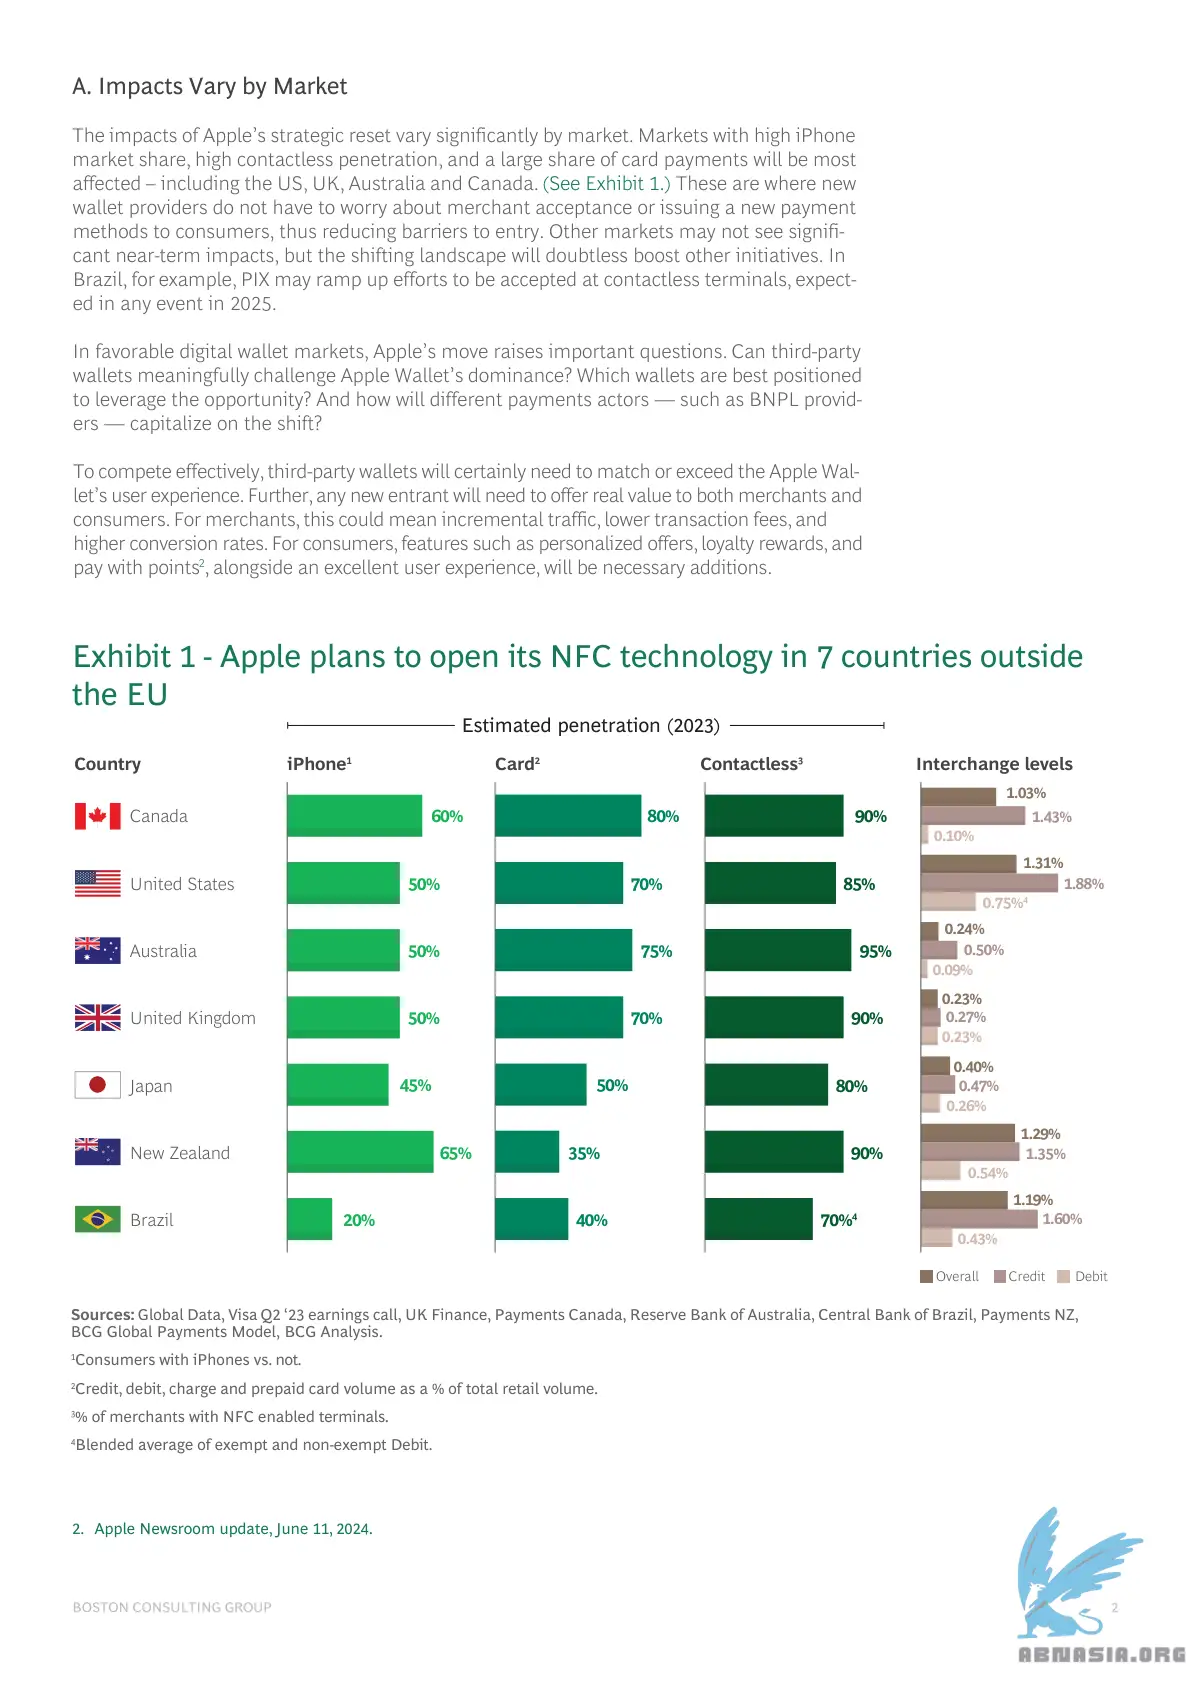 A. Impacts Vary by Market
The impacts of Apple’s strategic reset vary significantly by market. Markets with high iPhone
market share, high contactless penetration, and a large share of card payments will be most
affected – including the US, UK, Australia and Canada. (See Exhibit 1.) These are where new
wallet providers do not have to worry about merchant acceptance or issuing a new payment
methods to consumers, thus reducing barriers to entry. Other markets may not see signifi-
cant near-term impacts, but the shifting landscape will doubtless boost other initiatives. In
Brazil, for example, PIX may ramp up efforts to be accepted at contactless terminals, expect-
ed in any event in 2025.
In favorable digital wallet markets, Apple’s move raises important questions. Can third-party
wallets meaningfully challenge Apple Wallet’s dominance? Which wallets are best positioned
to leverage the opportunity? And how will different payments actors — such as BNPL provid-
ers — capitalize on the shift?
To compete effectively, third-party wallets will certainly need to match or exceed the Apple Wal-
let’s user experience. Further, any new entrant will need to offer real value to both merchants and
consumers. For merchants, this could mean incremental traffic, lower transaction fees, and
higher conversion rates. For consumers, features such as personalized offers, loyalty rewards, and
pay with points², alongside an excellent user experience, will be necessary additions.
Exhibit 1 - Apple plans to open its NFC technology in 7 countries outside
the EU
Estimated penetration (2023)
Country iPhone¹ Card² Contactless³ Interchange levels
Canada 60% 80% 90% 1.03% 1.43% 0.10%
United States 50% 70% 85% 1.31% 1.88% 0.75%⁴
Australia 50% 75% 95% 0.24% 0.50% 0.09%
United Kingdom 50% 70% 90% 0.23% 0.27% 0.23%
Japan 45% 50% 80% 0.40% 0.47% 0.26%
New Zealand 65% 35% 90% 1.29% 1.35% 0.54%
Brazil 20% 40% 70%⁴ 1.19% 1.60% 0.43%
Overall Credit Debit
Sources: Global Data, Visa Q2 ‘23 earnings call, UK Finance, Payments Canada, Reserve Bank of Australia, Central Bank of Brazil, Payments NZ,
BCG Global Payments Model, BCG Analysis.
¹Consumers with iPhones vs. not.
²Credit, debit, charge and prepaid card volume as a % of total retail volume.
³% of merchants with NFC enabled terminals.
⁴Blended average of exempt and non-exempt Debit.
2. Apple Newsroom update, June 11, 2024.
BOSTON CONSULTING GROUP
2
ABNASIA.ORG